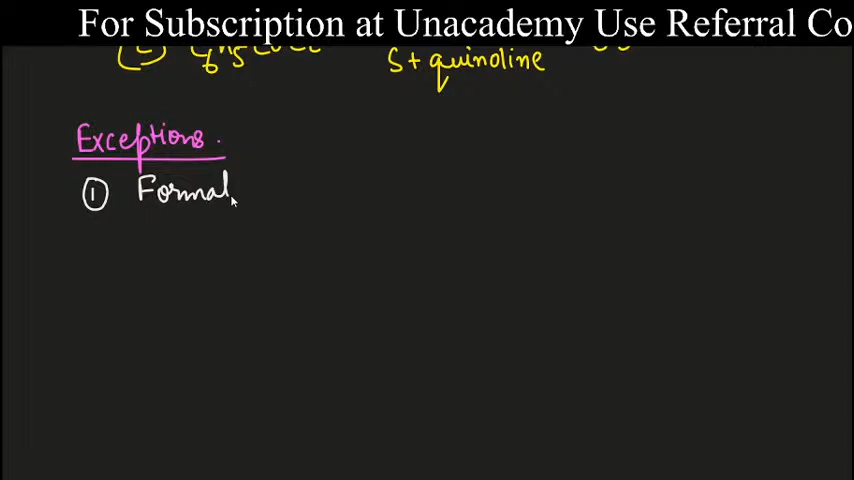 For Subscription at Unacademy Use Referral Co
S + quinoline
Exceptions.
① Formal